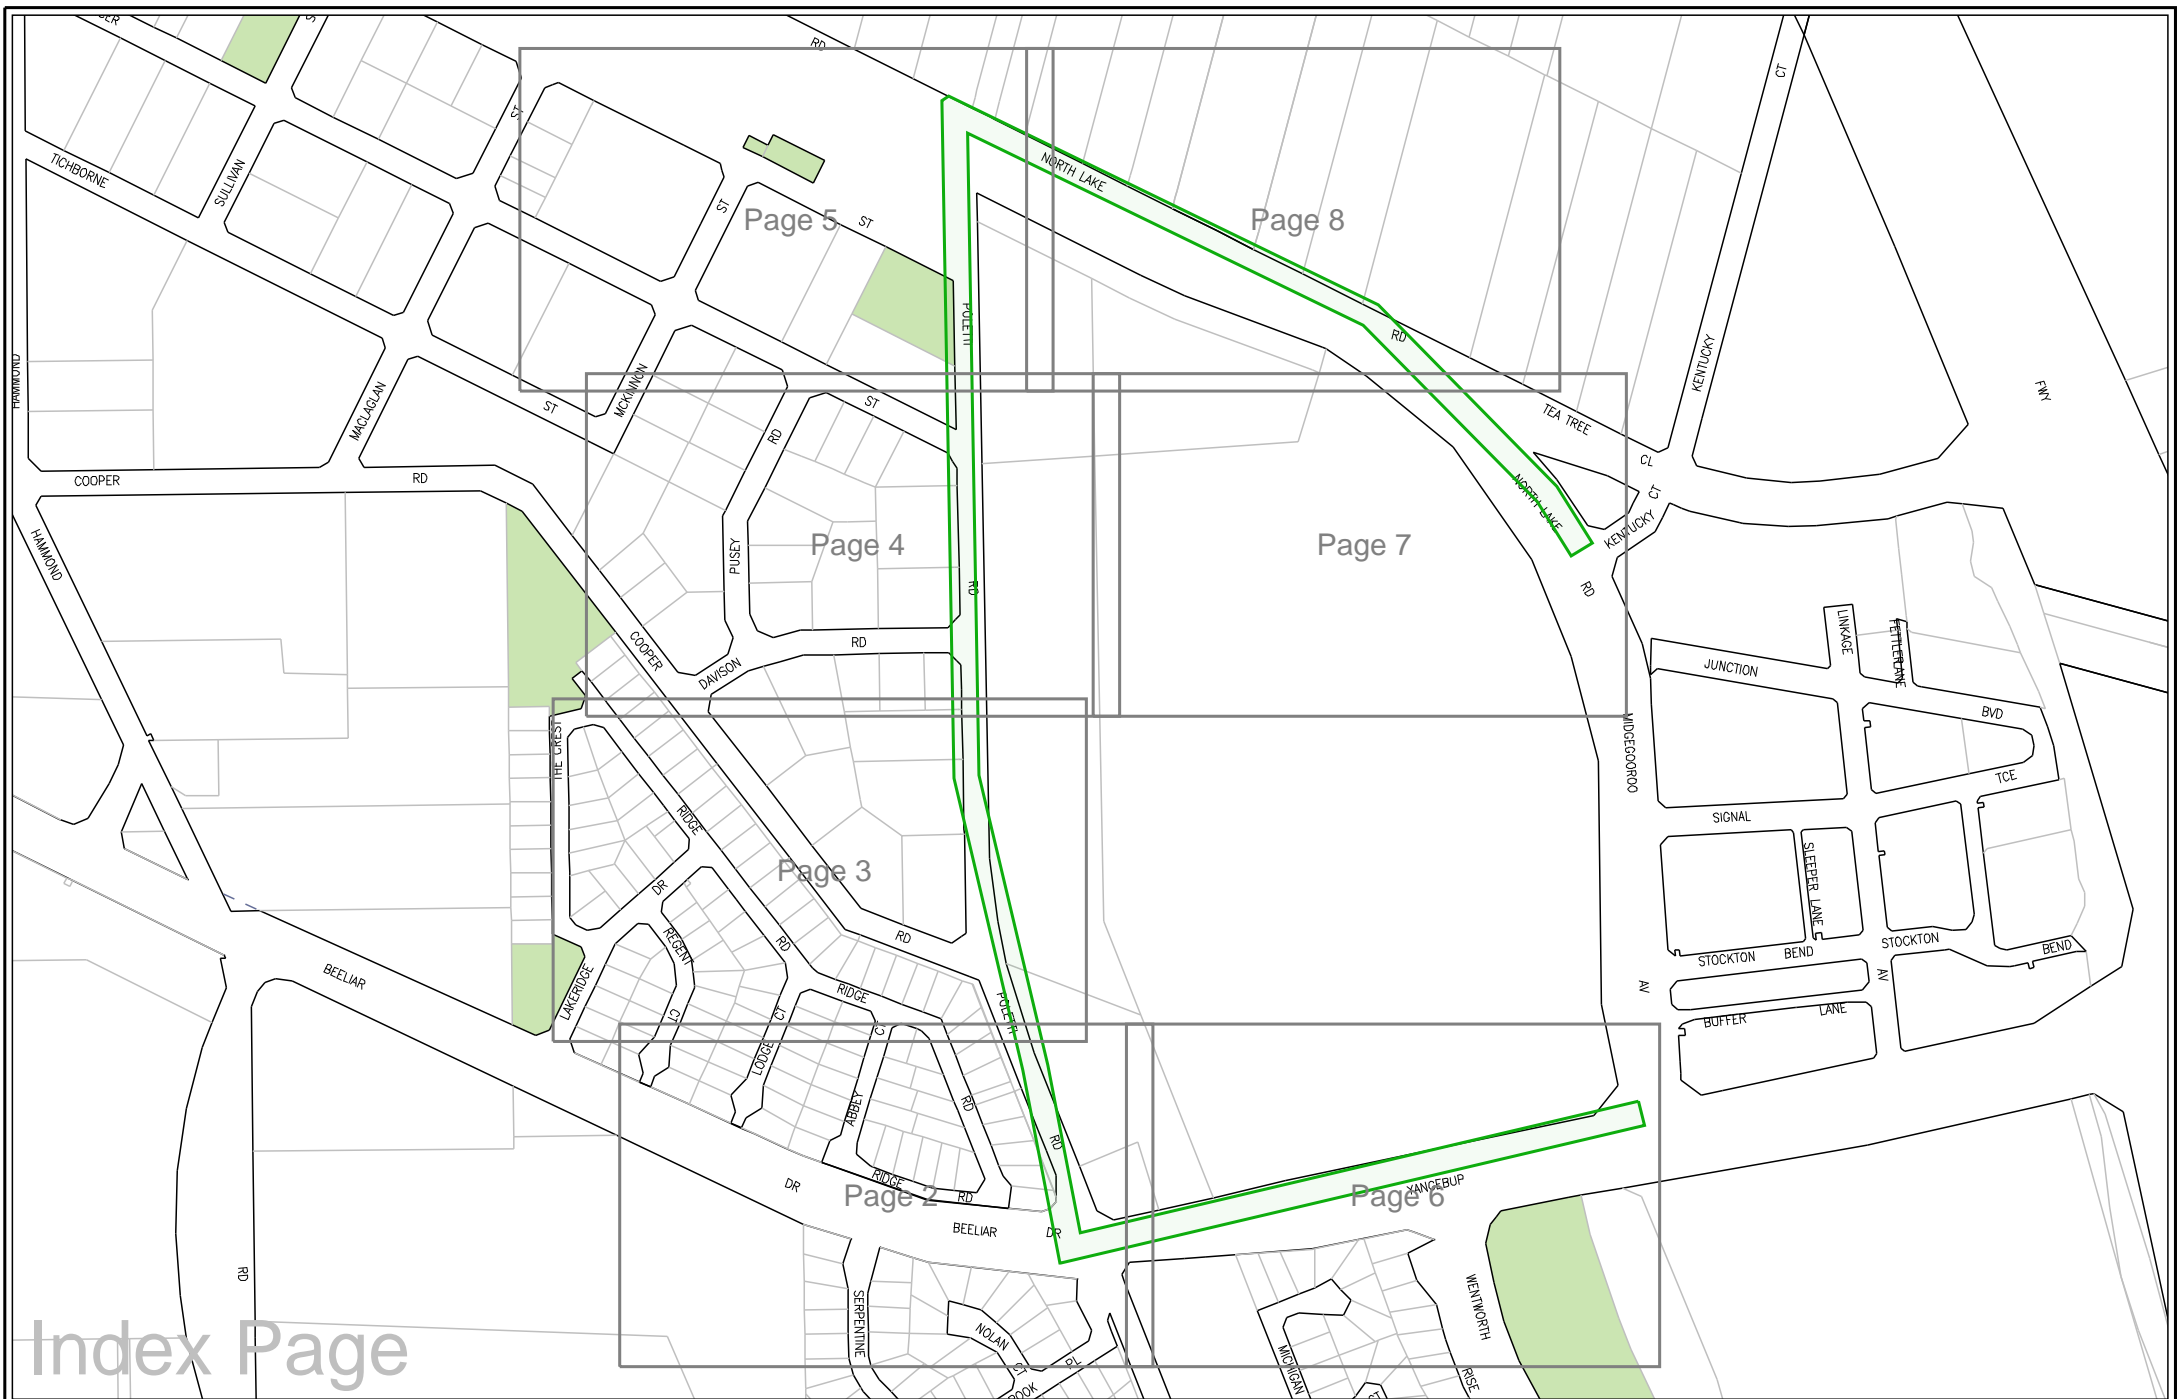 RD
ST
CT
TICHBORNE
SULLIVAN
ST
NORTH LAKE
Page 5
ST
ST
Page 8
POLETTI
HAMMOND
MACLAGLAN
ST
MCKINNON
RD
ST
RD
TEA TREE
KENTUCKY
FWY
CL
CT
COOPER
RD
NORTH LAKE
KENTUCKY
HAMMOND
PUSEY
Page 4
RD
Page 7
RD
COOPER
DAVISON
RD
JUNCTION
LINKAGE
FETTLER LANE
BVD
THE CREST
MIDGEGOOROO
TCE
RIDGE
SIGNAL
Page 3
DR
SLEEPER LANE
REGENT
RD
RD
STOCKTON
BEND
STOCKTON
BEND
BEELIAR
LAKERIDGE
RIDGE
AV
AV
CT
CT
LODGE
POLETTI
BUFFER
LANE
ABBEY
RD
RD
DR
Page 2
RIDGE
RD
Page 6
YANGEBUP
BEELIAR
DR
RD
SERPENTINE
NOLAN
CT
PL
WENTWORTH
RISE
MICHIGAN
Index Page